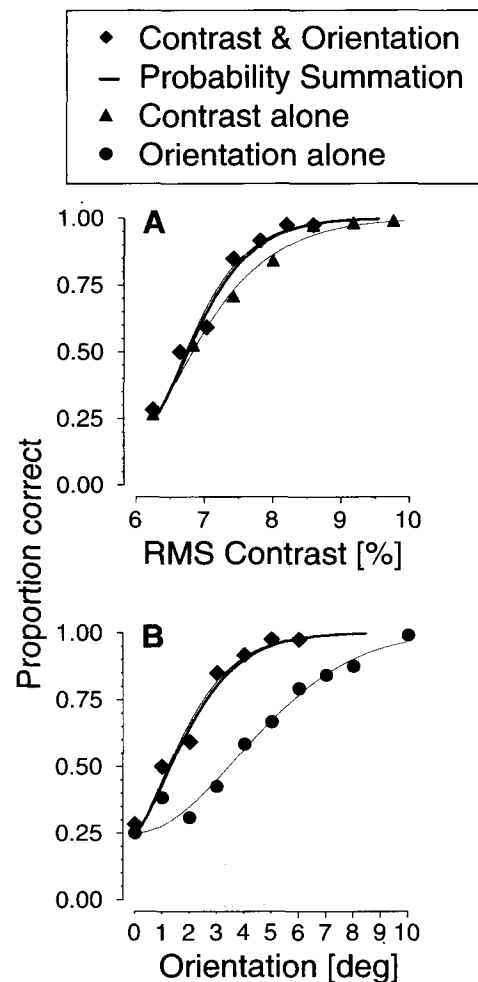 ◆ Contrast & Orientation
– Probability Summation
▲ Contrast alone
● Orientation alone
A
1.00
0.75
0.50
0.25
0.00
6 7 8 9 10
RMS Contrast [%]
Proportion correct
B
1.00
0.75
0.50
0.25
0.00
0 1 2 3 4 5 6 7 8 9 10
Orientation [deg]